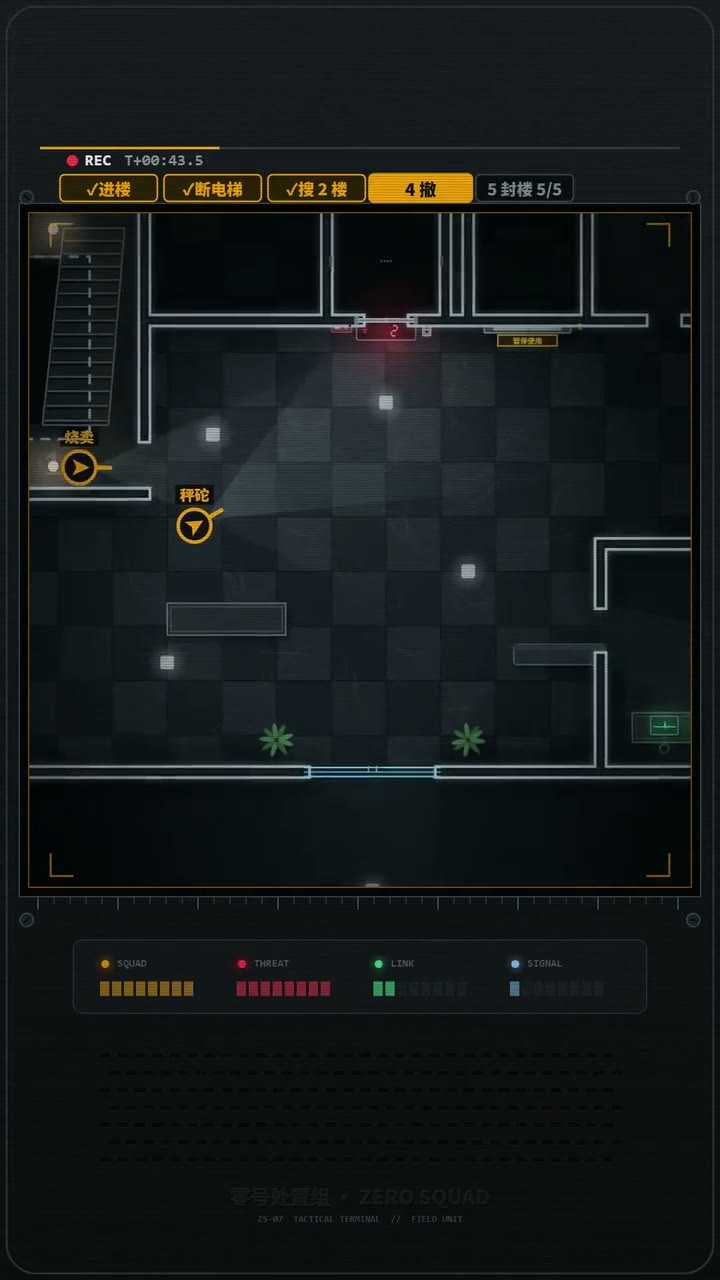 REC T+00:43.5
✓进楼 ✓断电梯 ✓搜 2 楼 4 撤 5 封楼 5/5
2
暂停使用
烧卖
秤砣
SQUAD THREAT LINK SIGNAL
零号处置组 · ZERO SQUAD
ZS-07 TACTICAL TERMINAL // FIELD UNIT